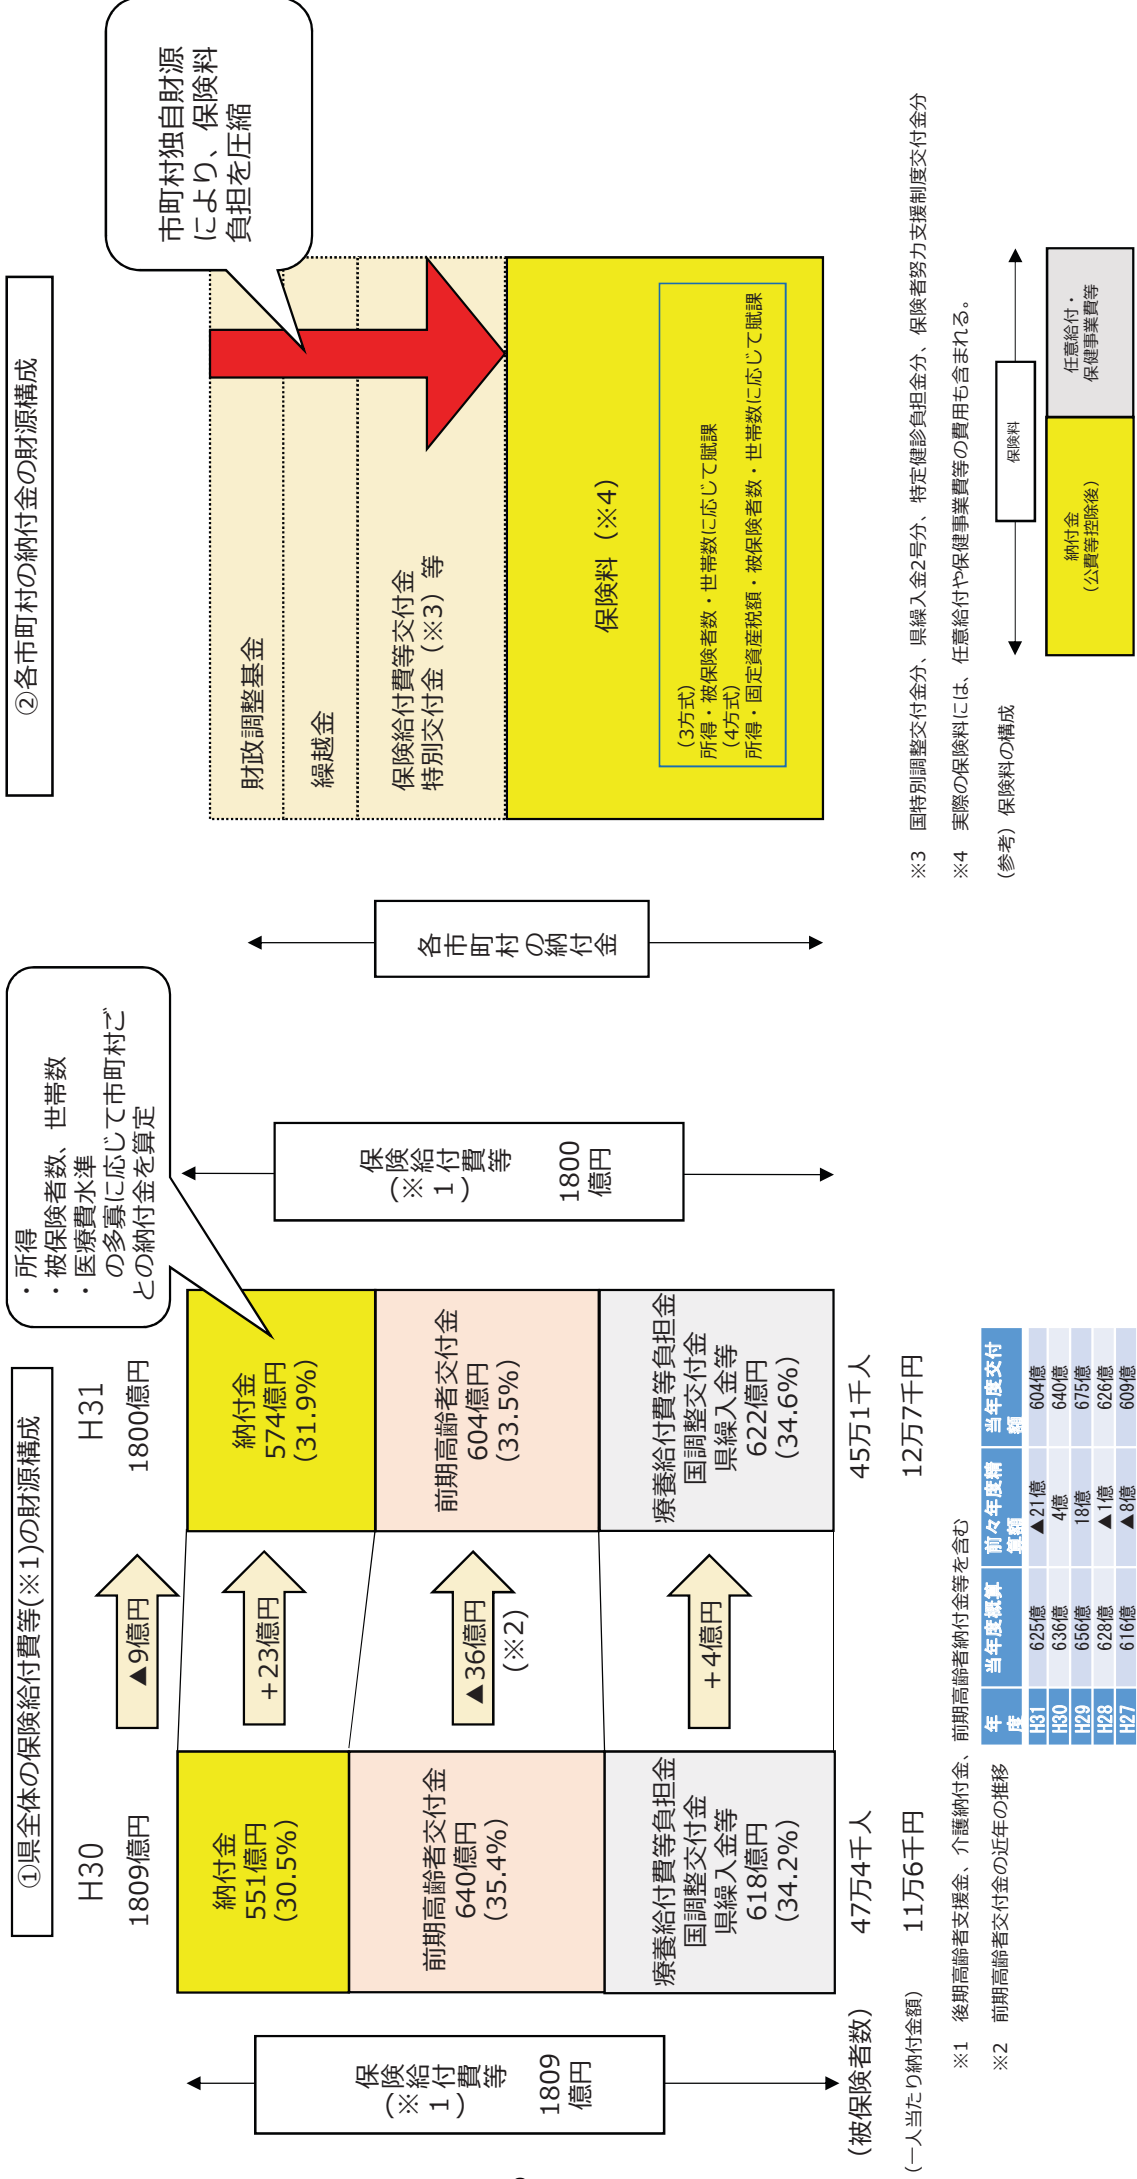 ①県全体の保険給付費等(※1)の財源構成
H30
1809億円
H31
1800億円
▲9億円
・所得
・被保険者数、世帯数
・医療費水準
の多寡に応じて市町村ご
との納付金を算定
保険給付費等
（※1）
1809
億円
納付金
551億円
(30.5%)
+23億円
納付金
574億円
(31.9%)
前期高齢者交付金
640億円
(35.4%)
▲36億円
(※2)
前期高齢者交付金
604億円
(33.5%)
療養給付費等負担金
国調整交付金
県繰入金等
618億円
(34.2%)
+4億円
療養給付費等負担金
国調整交付金
県繰入金等
622億円
(34.6%)
保険給付費等
（※1）
1800
億円
（被保険者数） 47万4千人 45万1千人
（一人当たり納付金額） 11万6千円 12万7千円
※1 後期高齢者支援金、介護納付金、前期高齢者納付金等を含む
※2 前期高齢者交付金の近年の推移
年度 当年度概算 前々年度精算額 当年度交付額
H31 625億 ▲21億 604億
H30 636億 4億 640億
H29 656億 18億 675億
H28 628億 ▲1億 626億
H27 616億 ▲8億 609億
②各市町村の納付金の財源構成
市町村独自財源
により、保険料
負担を圧縮
各市町村の納付金
財政調整基金
繰越金
保険給付費等交付金
特別交付金（※3）等
保険料（※4）
（3方式）
所得・被保険者数・世帯数に応じて賦課
（4方式）
所得・固定資産税額・被保険者数・世帯数に応じて賦課
※3 国特別調整交付金分、県繰入金2号分、特定健診負担金分、保険者努力支援制度交付金分
※4 実際の保険料には、任意給付や保健事業費等の費用も含まれる。
（参考）保険料の構成
保険料
納付金
（公費等控除後）
任意給付・
保健事業費等